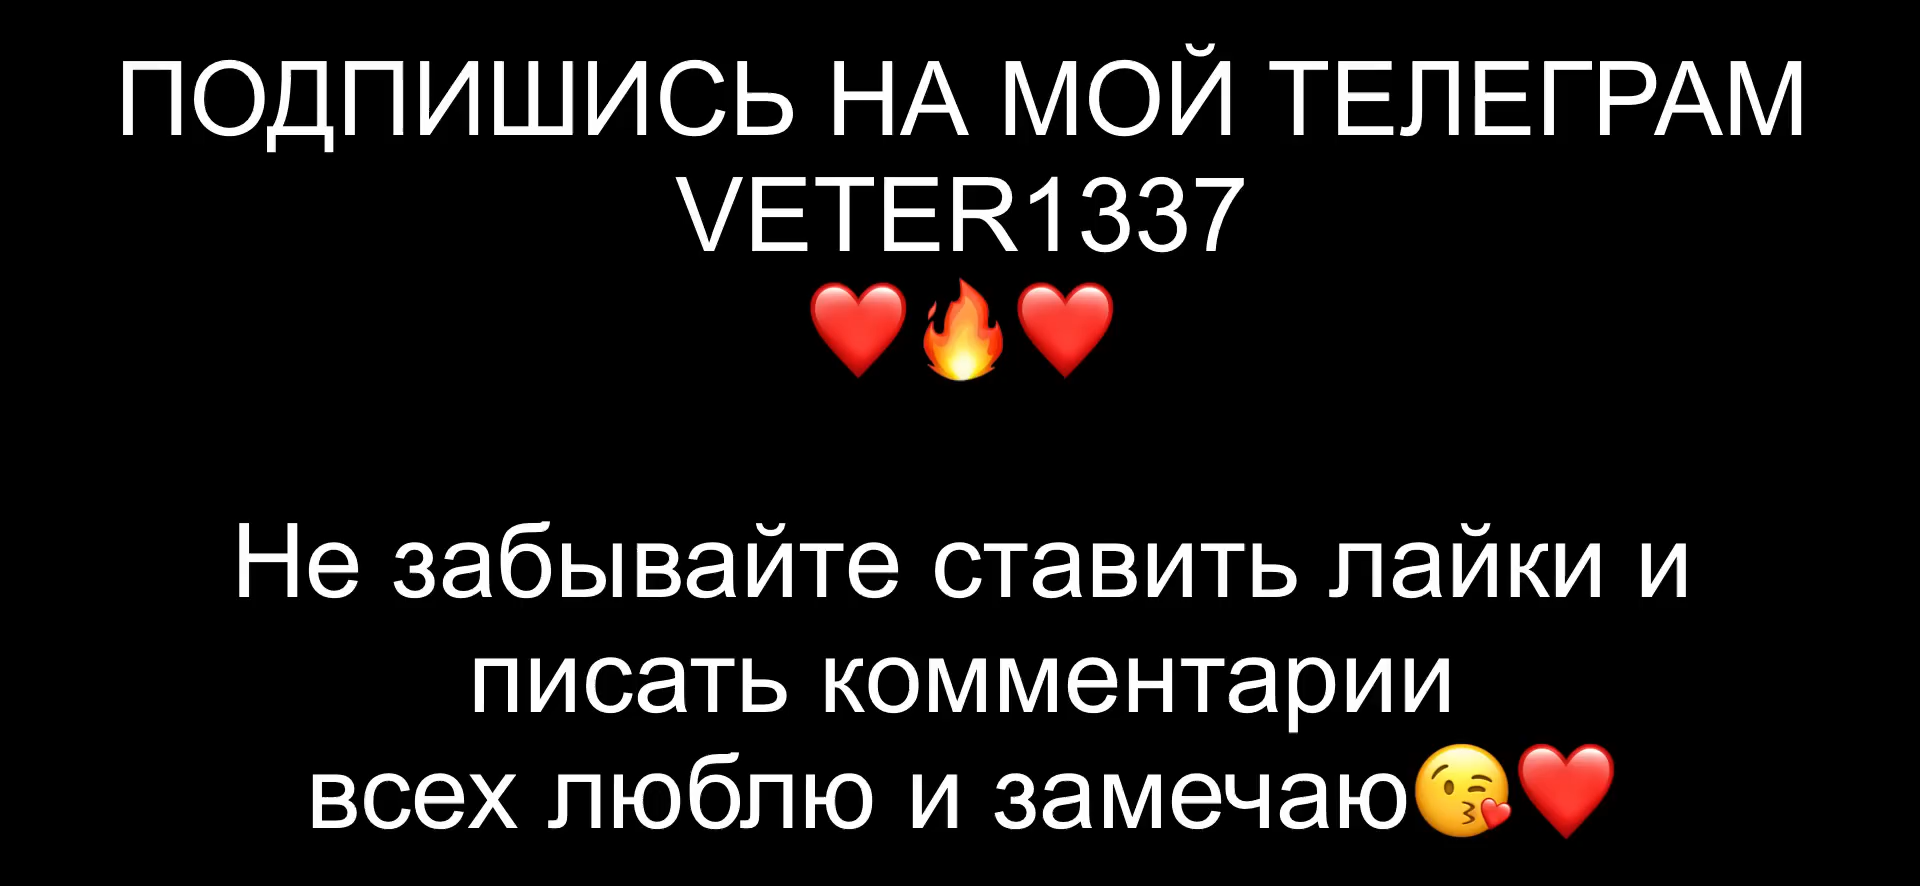 ПОДПИШИСЬ НА МОЙ ТЕЛЕГРАМ
VETER1337
❤️🔥❤️
Не забывайте ставить лайки и
писать комментарии
всех люблю и замечаю😘❤️